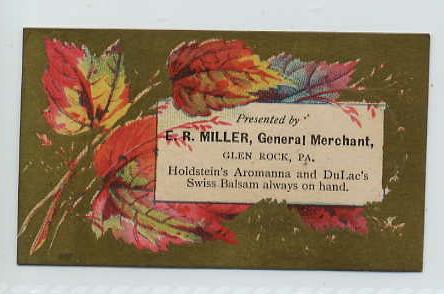 Presented by
E. R. MILLER, General Merchant,
GLEN ROCK, PA.
Holdstein's Aromanna and DuLac's
Swiss Balsam always on hand.